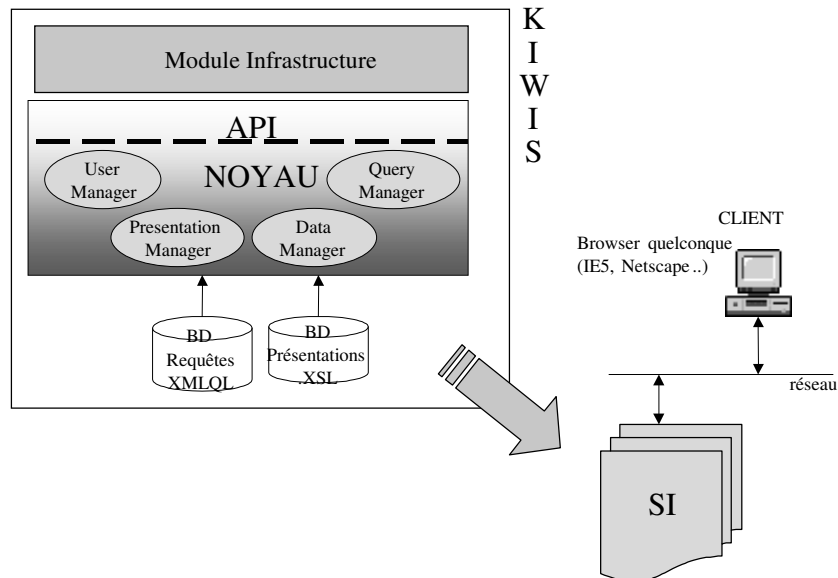 K
I
W
I
S
Module Infrastructure
API
NOYAU
User
Manager
Query
Manager
Presentation
Manager
Data
Manager
BD
Requêtes
XMLQL
BD
Présentations
.XSL
CLIENT
Browser quelconque
(IE5, Netscape..)
réseau
SI